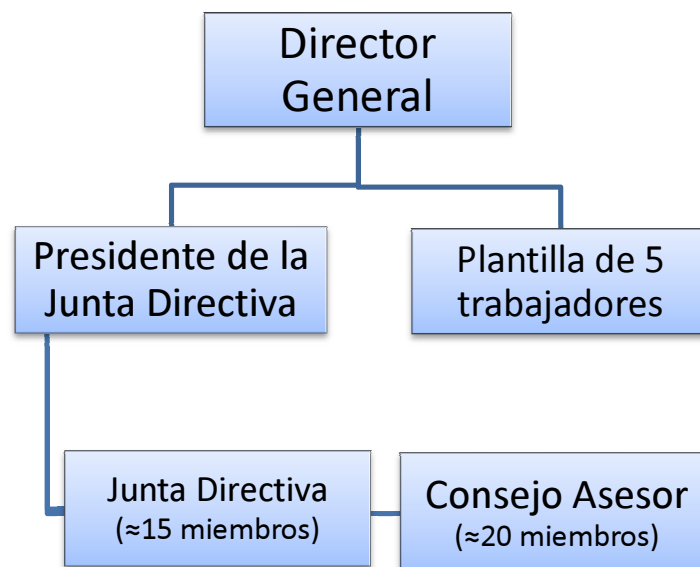 Director
General
Presidente de la
Junta Directiva
Plantilla de 5
trabajadores
Junta Directiva
(≈15 miembros)
Consejo Asesor
(≈20 miembros)